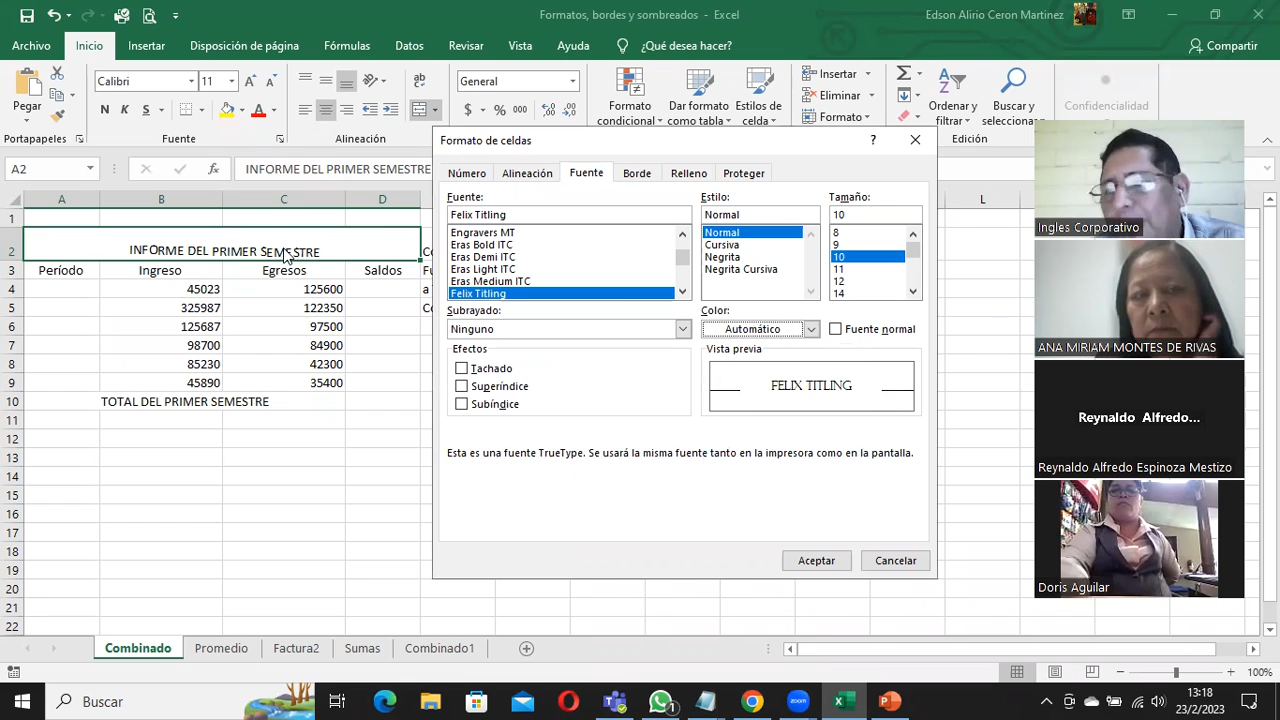 Formatos, bordes y sombreados - Excel
Edson Alirio Ceron Martinez
Archivo Inicio Insertar Disposición de página Fórmulas Datos Revisar Vista Ayuda ¿Qué desea hacer? Compartir
Pegar
Calibri 11
N K S
General
$ % 000
Formato condicional
Dar formato como tabla
Estilos de celda
Insertar
Eliminar
Formato
Ordenar y filtrar
Buscar y
Confidencialidad
Portapapeles Fuente Alineación Edición
A2 fx INFORME DEL PRIMER SEMESTRE
A B C D L
1
2 INFORME DEL PRIMER SEMESTRE
3 Período Ingreso Egresos Saldos
4 45023 125600
5 325987 122350
6 125687 97500
7 98700 84900
8 85230 42300
9 45890 35400
10 TOTAL DEL PRIMER SEMESTRE
11
12
13
14
15
16
17
18
19
20
21
22
Formato de celdas ?
Número Alineación Fuente Borde Relleno Proteger
Fuente: Estilo: Tamaño:
Felix Titling Normal 10
Engravers MT Normal 8
Eras Bold ITC Cursiva 9
Eras Demi ITC Negrita 10
Eras Light ITC Negrita Cursiva 11
Eras Medium ITC 12
Felix Titling 14
Subrayado: Color:
Ninguno Automático Fuente normal
Efectos Vista previa
Tachado
Superíndice
Subíndice
FELIX TITLING
Esta es una fuente TrueType. Se usará la misma fuente tanto en la impresora como en la pantalla.
Aceptar Cancelar
Ingles Corporativo
ANA MIRIAM MONTES DE RIVAS
Reynaldo Alfredo...
Reynaldo Alfredo Espinoza Mestizo
Doris Aguilar
Combinado Promedio Factura2 Sumas Combinado1
100%
Buscar
13:18
23/2/2023